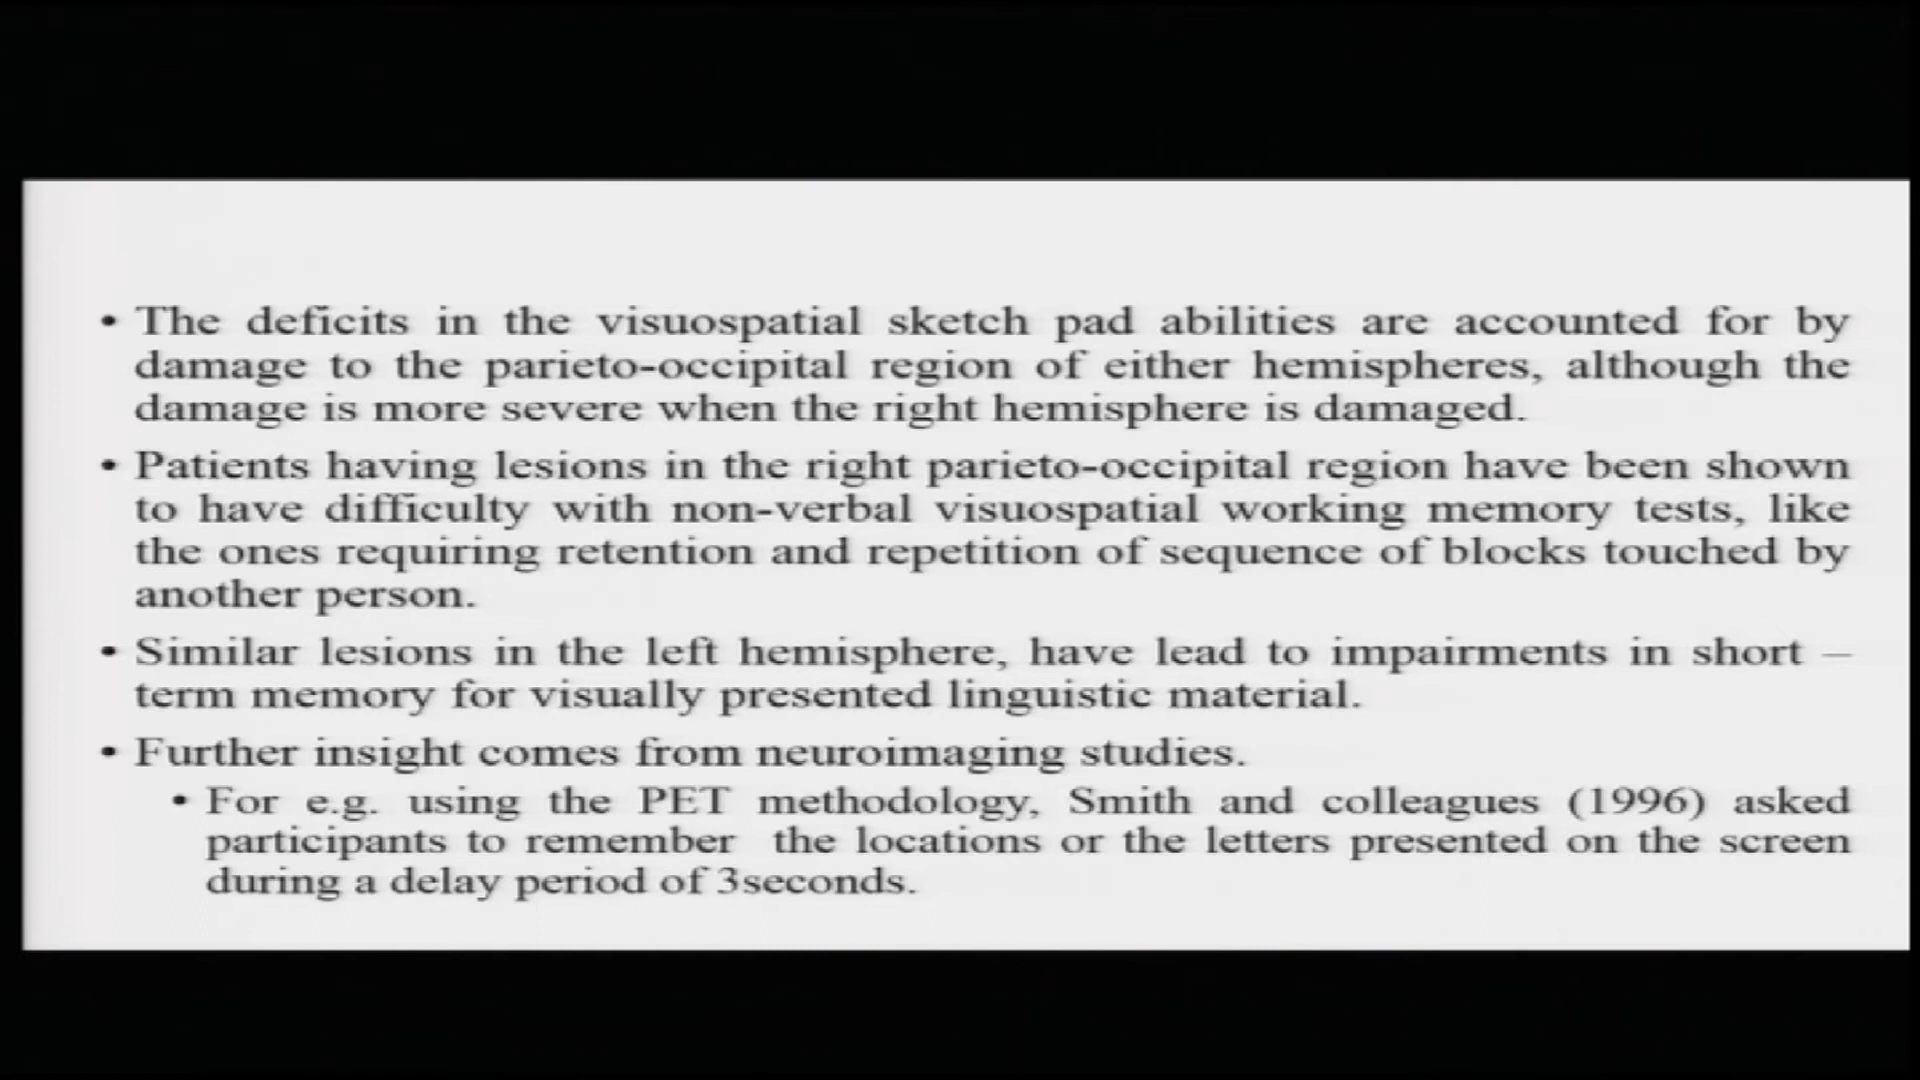 • The deficits in the visuospatial sketch pad abilities are accounted for by
damage to the parieto-occipital region of either hemispheres, although the
damage is more severe when the right hemisphere is damaged.
• Patients having lesions in the right parieto-occipital region have been shown
to have difficulty with non-verbal visuospatial working memory tests, like
the ones requiring retention and repetition of sequence of blocks touched by
another person.
• Similar lesions in the left hemisphere, have lead to impairments in short –
term memory for visually presented linguistic material.
• Further insight comes from neuroimaging studies.
• For e.g. using the PET methodology, Smith and colleagues (1996) asked
participants to remember the locations or the letters presented on the screen
during a delay period of 3seconds.